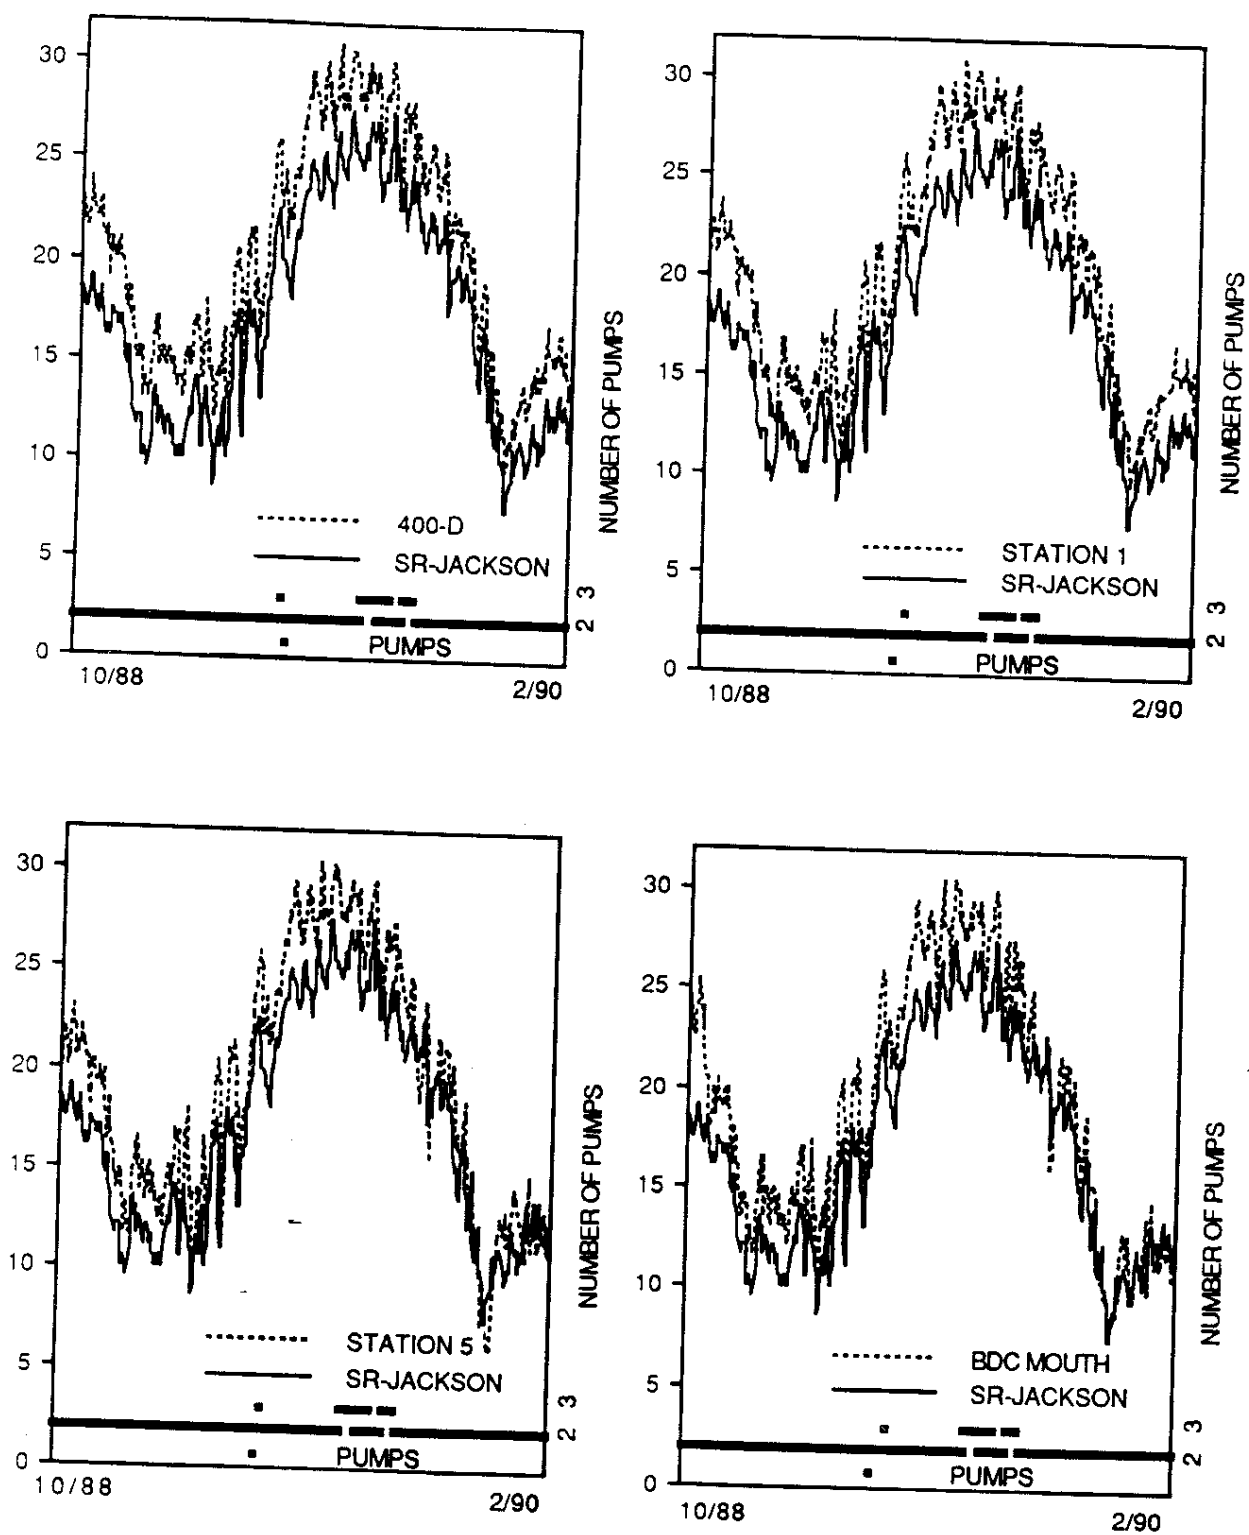 30
25
20
15
10
5
0
400-D
SR-JACKSON
PUMPS
10/88
2/90
NUMBER OF PUMPS
2 3
30
25
20
15
10
5
0
STATION 1
SR-JACKSON
PUMPS
10/88
2/90
NUMBER OF PUMPS
2 3
30
25
20
15
10
5
0
STATION 5
SR-JACKSON
PUMPS
10/88
2/90
NUMBER OF PUMPS
2 3
30
25
20
15
10
5
0
BDC MOUTH
SR-JACKSON
PUMPS
10/88
2/90
NUMBER OF PUMPS
2 3